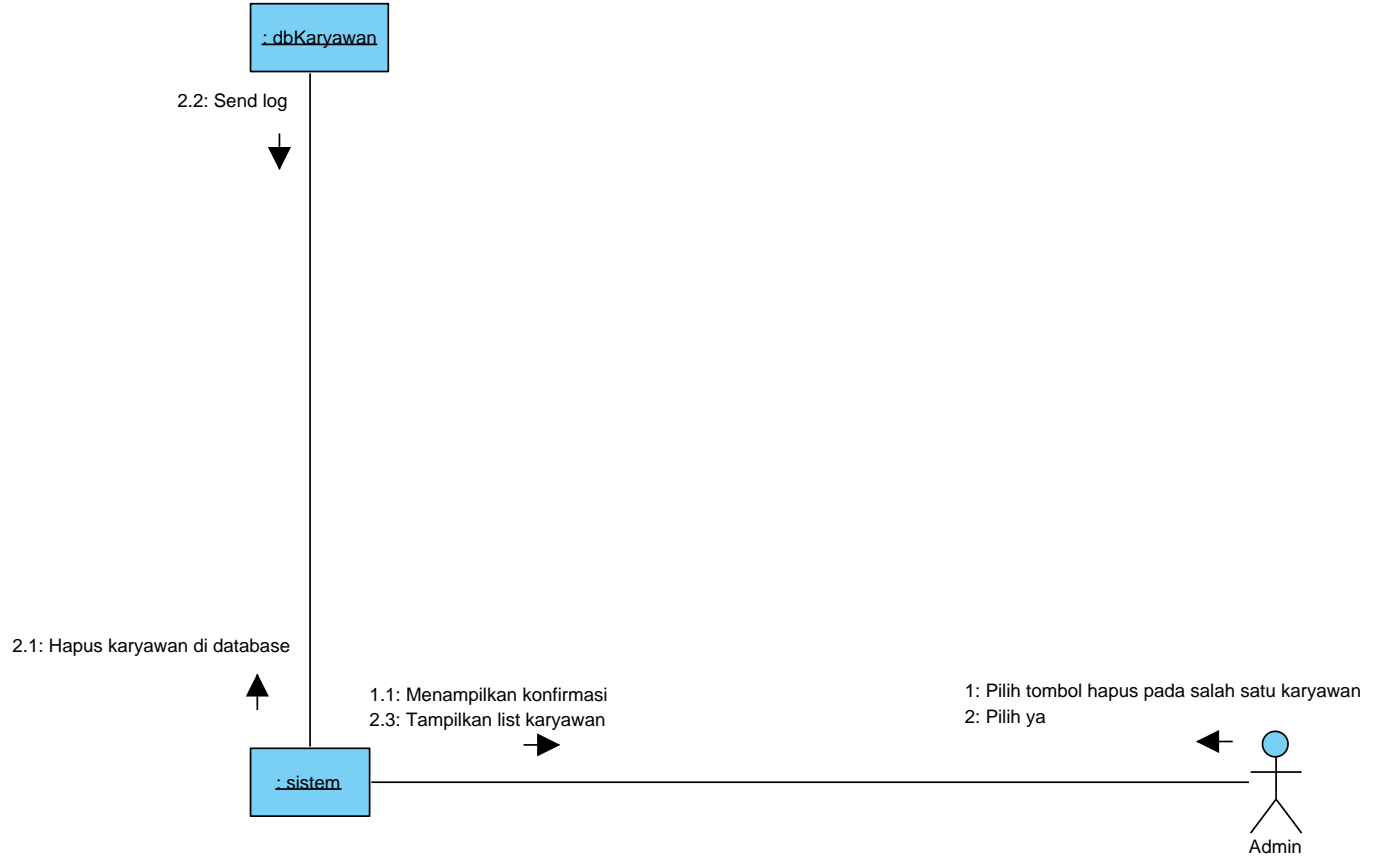 : dbKaryawan
2.2: Send log
2.1: Hapus karyawan di database
1.1: Menampilkan konfirmasi
2.3: Tampilkan list karyawan
1: Pilih tombol hapus pada salah satu karyawan
2: Pilih ya
: sistem
Admin